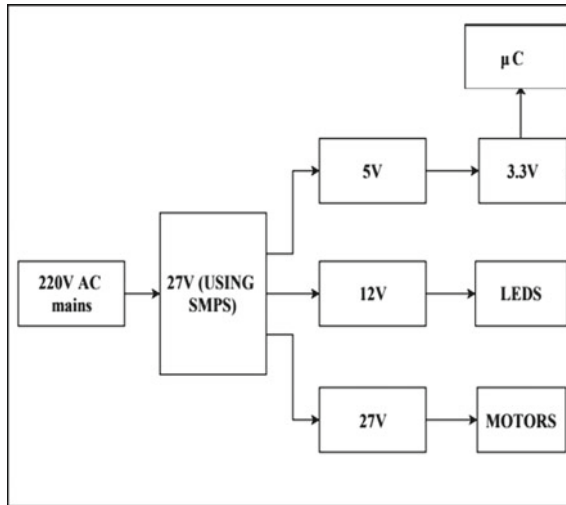 μC
5V
3.3V
220V AC
mains
27V (USING
SMPS)
12V
LEDS
27V
MOTORS